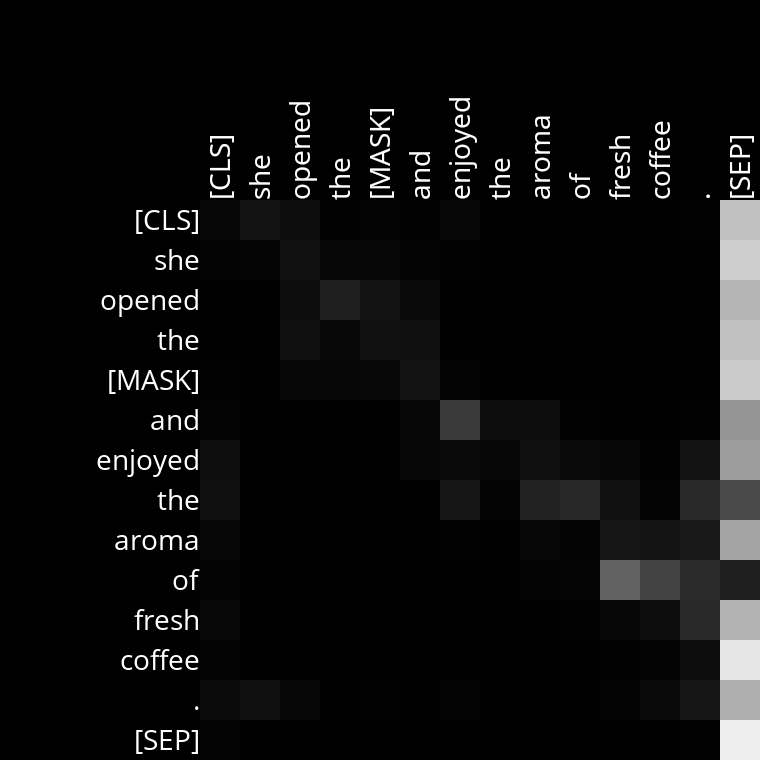 [CLS] she opened the [MASK] and enjoyed the aroma of fresh coffee . [SEP]
[CLS]
she
opened
the
[MASK]
and
enjoyed
the
aroma
of
fresh
coffee
.
[SEP]